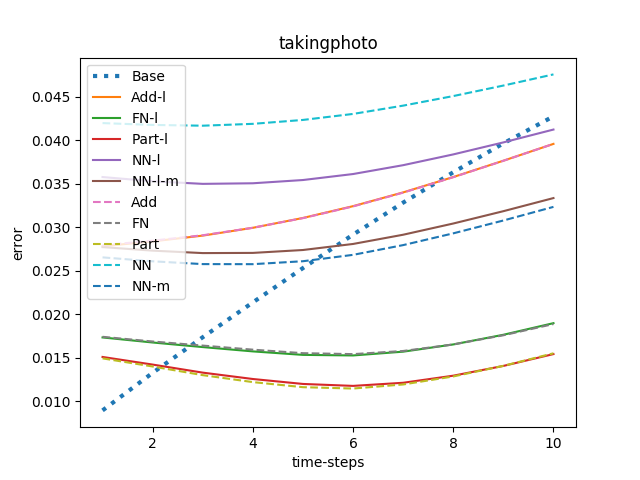 takingphoto
error
0.045
0.040
0.035
0.030
0.025
0.020
0.015
0.010
Base
Add-l
FN-l
Part-l
NN-l
NN-l-m
Add
FN
Part
NN
NN-m
2 4 6 8 10
time-steps